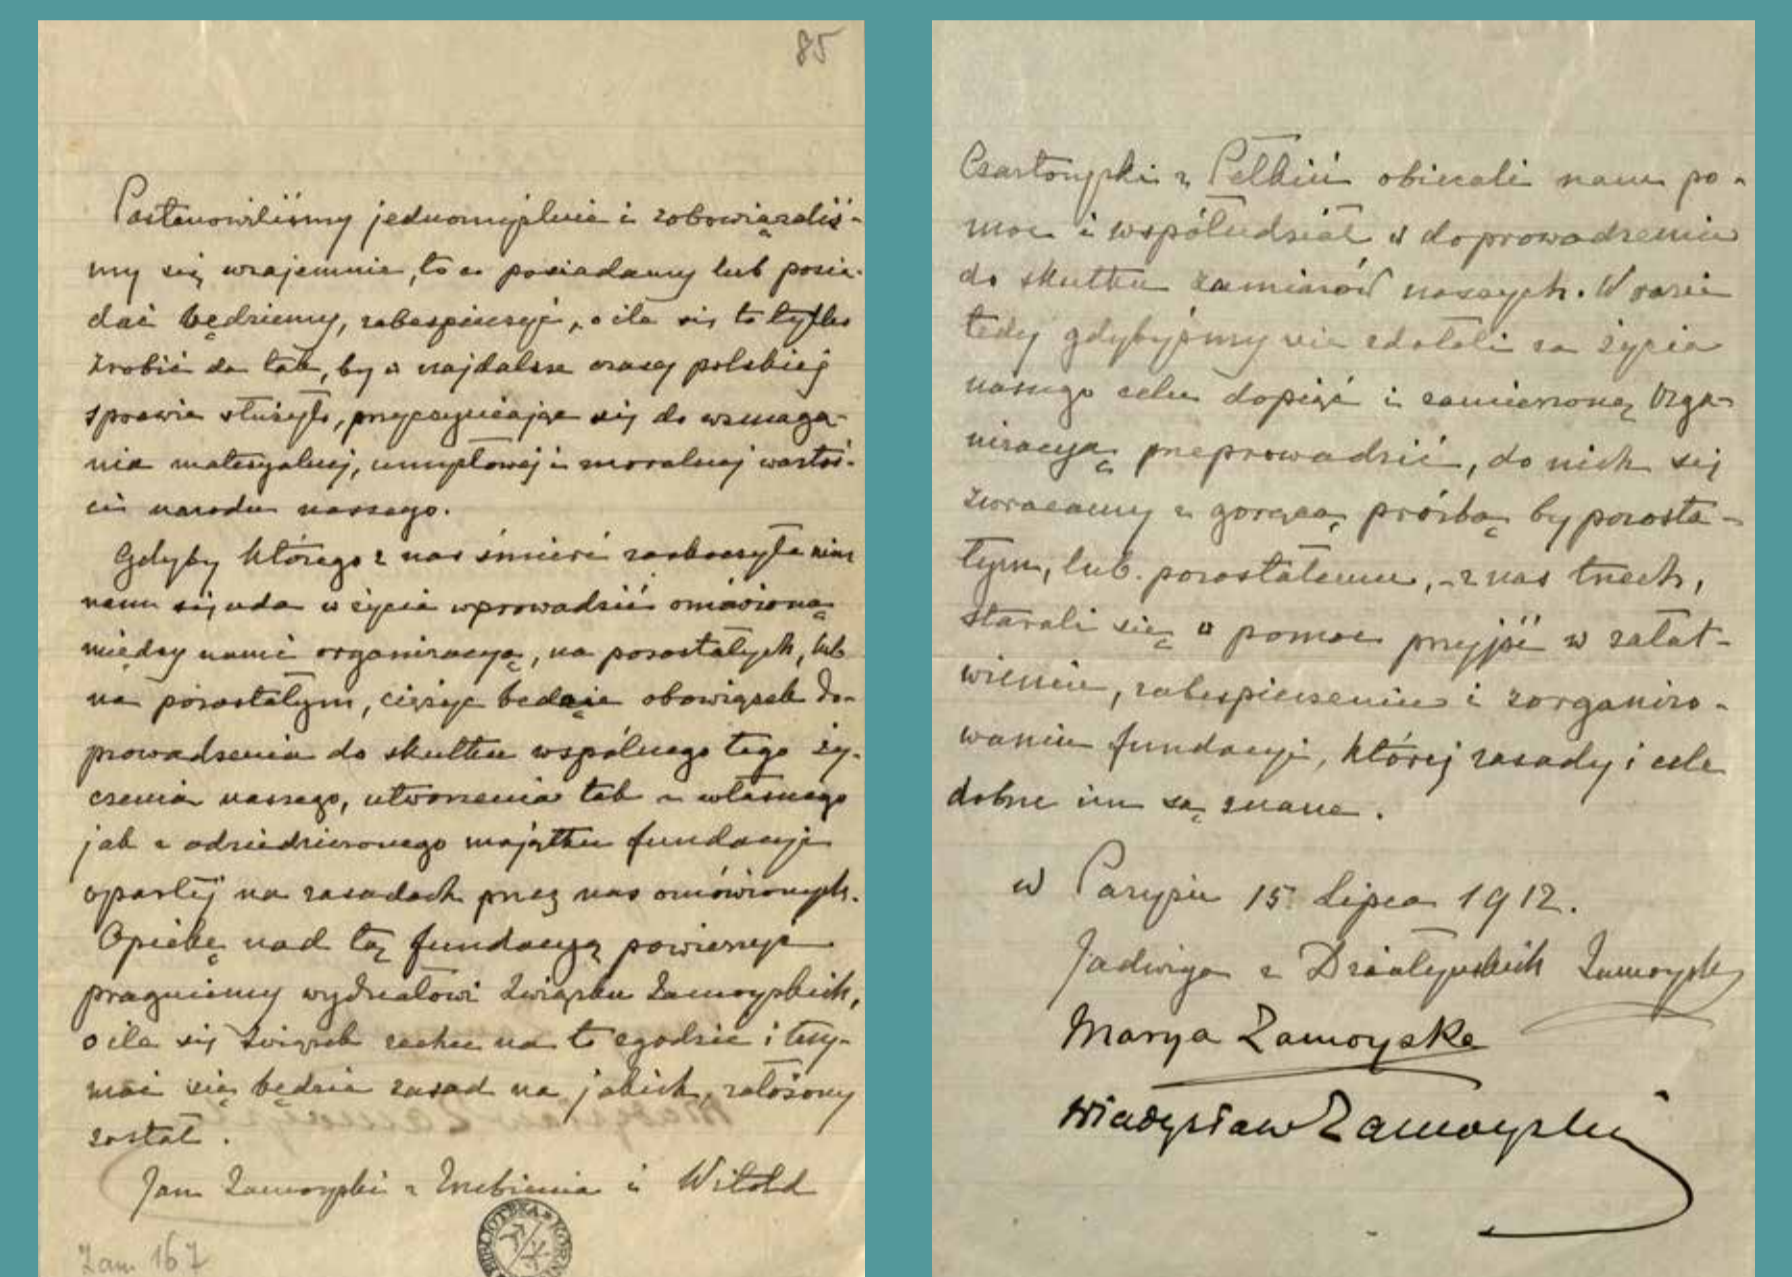 85
Postanowiliśmy jednomyślnie i zobowiązaliś-
my się wzajemnie, to co posiadamy lub posia-
dać będziemy, zabezpieczyć, o ile się to tylko
zrobić da tak, by w najdalsze czasy polskiej
sprawie służyło, przyczyniając się do wzmaga-
nia materyalnej, umysłowej i moralnej wartoś-
ci narodu naszego.
Gdyby którego z nas śmierć zaskoczyła nim
nam się uda w życie wprowadzić omówioną
między nami organizacyą, na pozostałych, lub
na pozostałym, ciężyć będzie obowiązek do-
prowadzenia do skutku wspólnego tego ży-
czenia naszego, utworzenia tak z własnego
jak z odziedziczonego majątku fundacyi
opartej na zasadach przez nas omówionych.
Opiekę nad tą fundacyą powierzyć
pragniemy wydziałowi Związku Zamoyskich,
o ile się Związek zechce na to zgodzić i trzy-
mać się będzie zasad na jakich, założony
został.
Jan Zamoyski z Trzebienia i Witold
Zam 167
BIBLIOTEKA KÓRN
Czartoryski z Pełkiń obiecali nam po-
moc i współudział w doprowadzeniu
do skutku zamiarów naszych. W razie
tedy gdybyśmy nie zdołali za życia
naszego celu dopiąć i zamierzoną Orga-
nizacyą przeprowadzić, do nich się
zwracamy z gorącą prośbą by pozosta-
łym, lub pozostałemu, z nas trzech,
starali się w pomoc przyjść w załat-
wieniu, zabezpieczeniu i zorganizo-
waniu fundacyi, której zasady i cele
dobrze im są znane.
w Paryżu 15 Lipca 1912.
Jadwiga z Działyńskich Zamoyska
Marya Zamoyska
Władysław Zamoyski